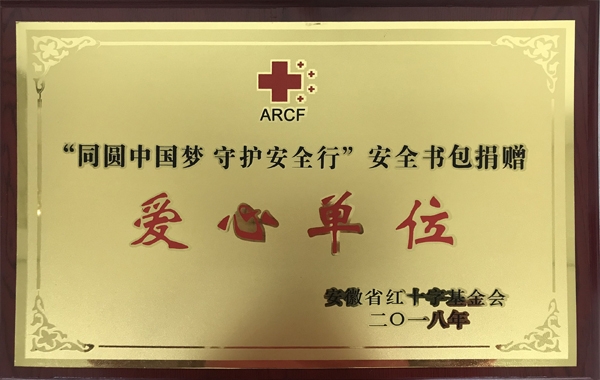 ARCF
“同圆中国梦 守护安全行”安全书包捐赠
爱心单位
安徽省红十字基金会
二〇一八年